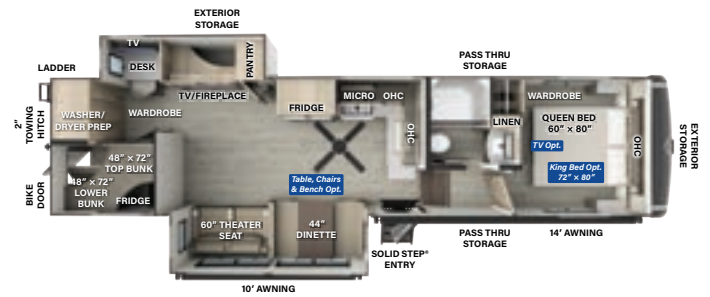 EXTERIOR
STORAGE
TV
DESK
PANTRY
LADDER
PASS THRU
STORAGE
TV/FIREPLACE
MICRO OHC
WARDROBE
2"
TOWING
HITCH
WASHER/
DRYER PREP
WARDROBE
FRIDGE
OHC
LINEN
QUEEN BED
60" × 80"
TV Opt.
OHC
EXTERIOR
STORAGE
48" × 72"
TOP BUNK
Table, Chairs
& Bench Opt.
King Bed Opt.
72" × 80"
BIKE
DOOR
48" × 72"
LOWER
BUNK
FRIDGE
60" THEATER
SEAT
44"
DINETTE
SOLID STEP®
ENTRY
PASS THRU
STORAGE
14' AWNING
10' AWNING